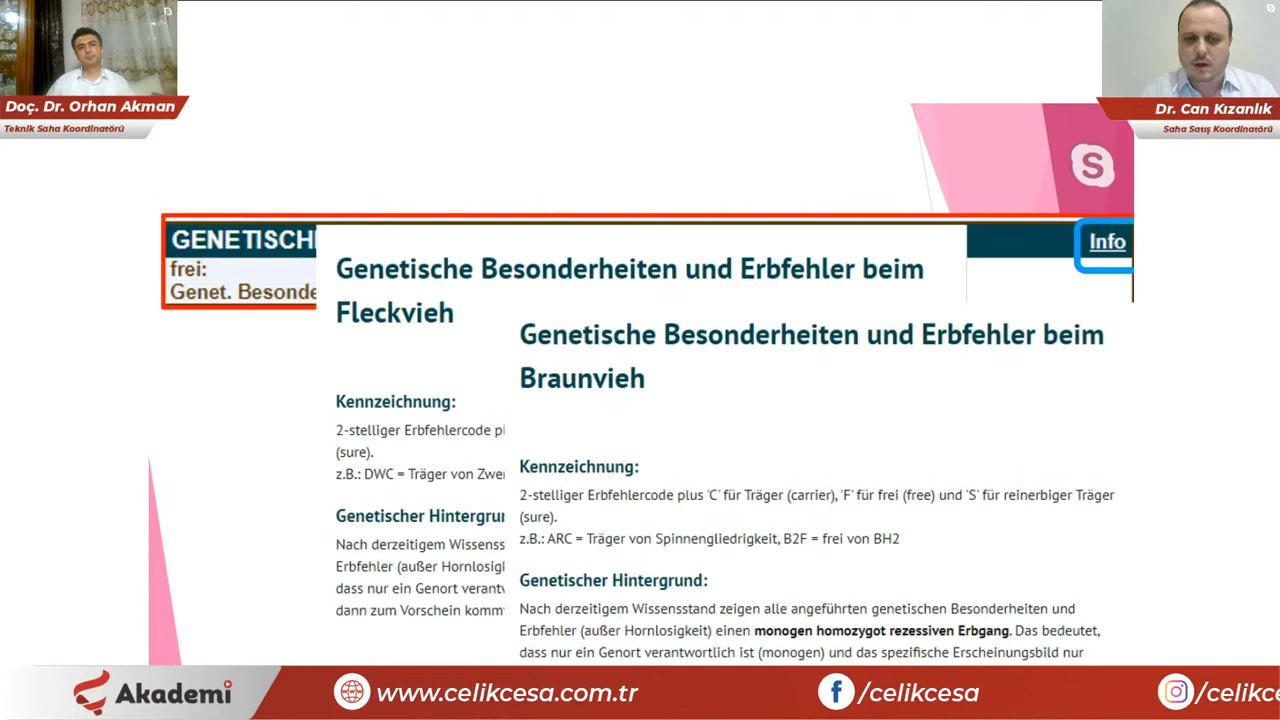 Doç. Dr. Orhan Akman
Teknik Saha Koordinatörü
Dr. Can Kızanlık
Saha Satış Koordinatörü
S
GENETISCH
Info
frei:
Genet. Besonde
Genetische Besonderheiten und Erbfehler beim
Fleckvieh
Kennzeichnung:
2-stelliger Erbfehlercode pl
(sure).
z.B.: DWC = Träger von Zwer
Genetischer Hintergrun
Nach derzeitigem Wissenss
Erbfehler (außer Hornlosigk
dass nur ein Genort verantw
dann zum Vorschein kommt
Genetische Besonderheiten und Erbfehler beim
Braunvieh
Kennzeichnung:
2-stelliger Erbfehlercode plus 'C' für Träger (carrier), 'F' für frei (free) und 'S' für reinerbiger Träger
(sure).
z.B.: ARC = Träger von Spinnengliedrigkeit, B2F = frei von BH2
Genetischer Hintergrund:
Nach derzeitigem Wissensstand zeigen alle angeführten genetischen Besonderheiten und
Erbfehler (außer Hornlosigkeit) einen monogen homozygot rezessiven Erbgang. Das bedeutet,
dass nur ein Genort verantwortlich ist (monogen) und das spezifische Erscheinungsbild nur
Akademi
www.celikcesa.com.tr
/celikcesa
/celikces